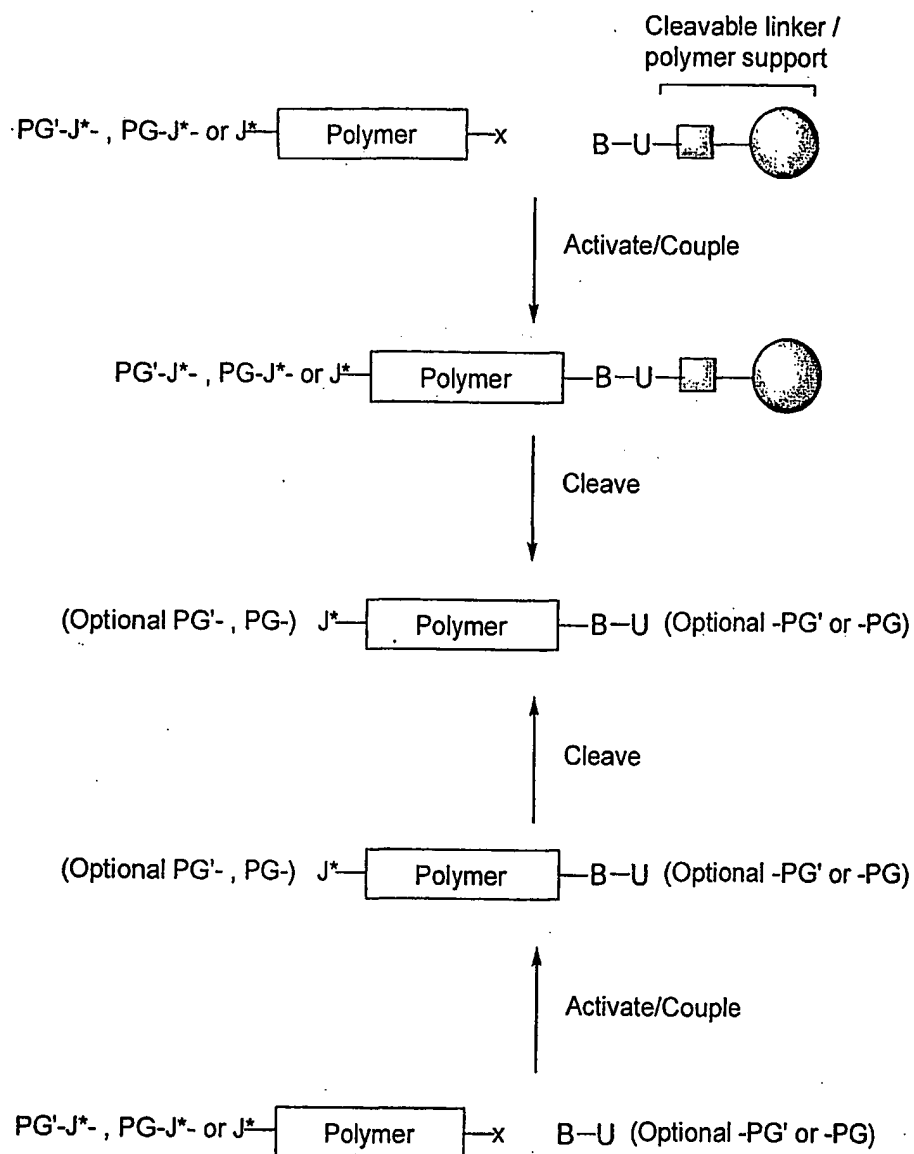 Cleavable linker /
polymer support
PG'-J*- , PG-J*- or J* Polymer x B-U
Activate/Couple
PG'-J*- , PG-J*- or J* Polymer B-U
Cleave
(Optional PG'- , PG-) J* Polymer B-U (Optional -PG' or -PG)
Cleave
(Optional PG'- , PG-) J* Polymer B-U (Optional -PG' or -PG)
Activate/Couple
PG'-J*- , PG-J*- or J* Polymer x B-U (Optional -PG' or -PG)